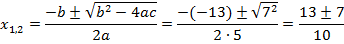 x₁,₂ = (-b ± √(b² - 4ac)) / 2a = (-(-13) ± √(7²)) / (2 · 5) = (13 ± 7) / 10